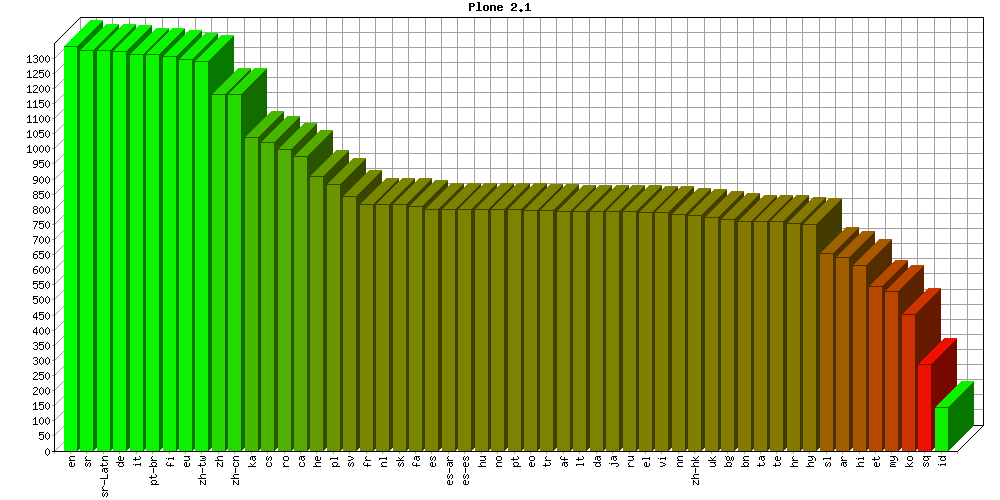 Plone 2.1
1300
1250
1200
1150
1100
1050
1000
950
900
850
800
750
700
650
600
550
500
450
400
350
300
250
200
150
100
50
0
en
sr
sr-Latn
de
it
pt-br
fi
eu
zh-tw
zh
zh-cn
ka
cs
ro
ca
he
pl
sv
fr
nl
sk
fa
es
es-ar
es-es
hu
no
pt
eo
tr
af
lt
da
ja
ru
el
vi
nn
zh-hk
uk
bg
bn
ta
te
hr
hy
sl
ar
hi
et
my
ko
sq
id